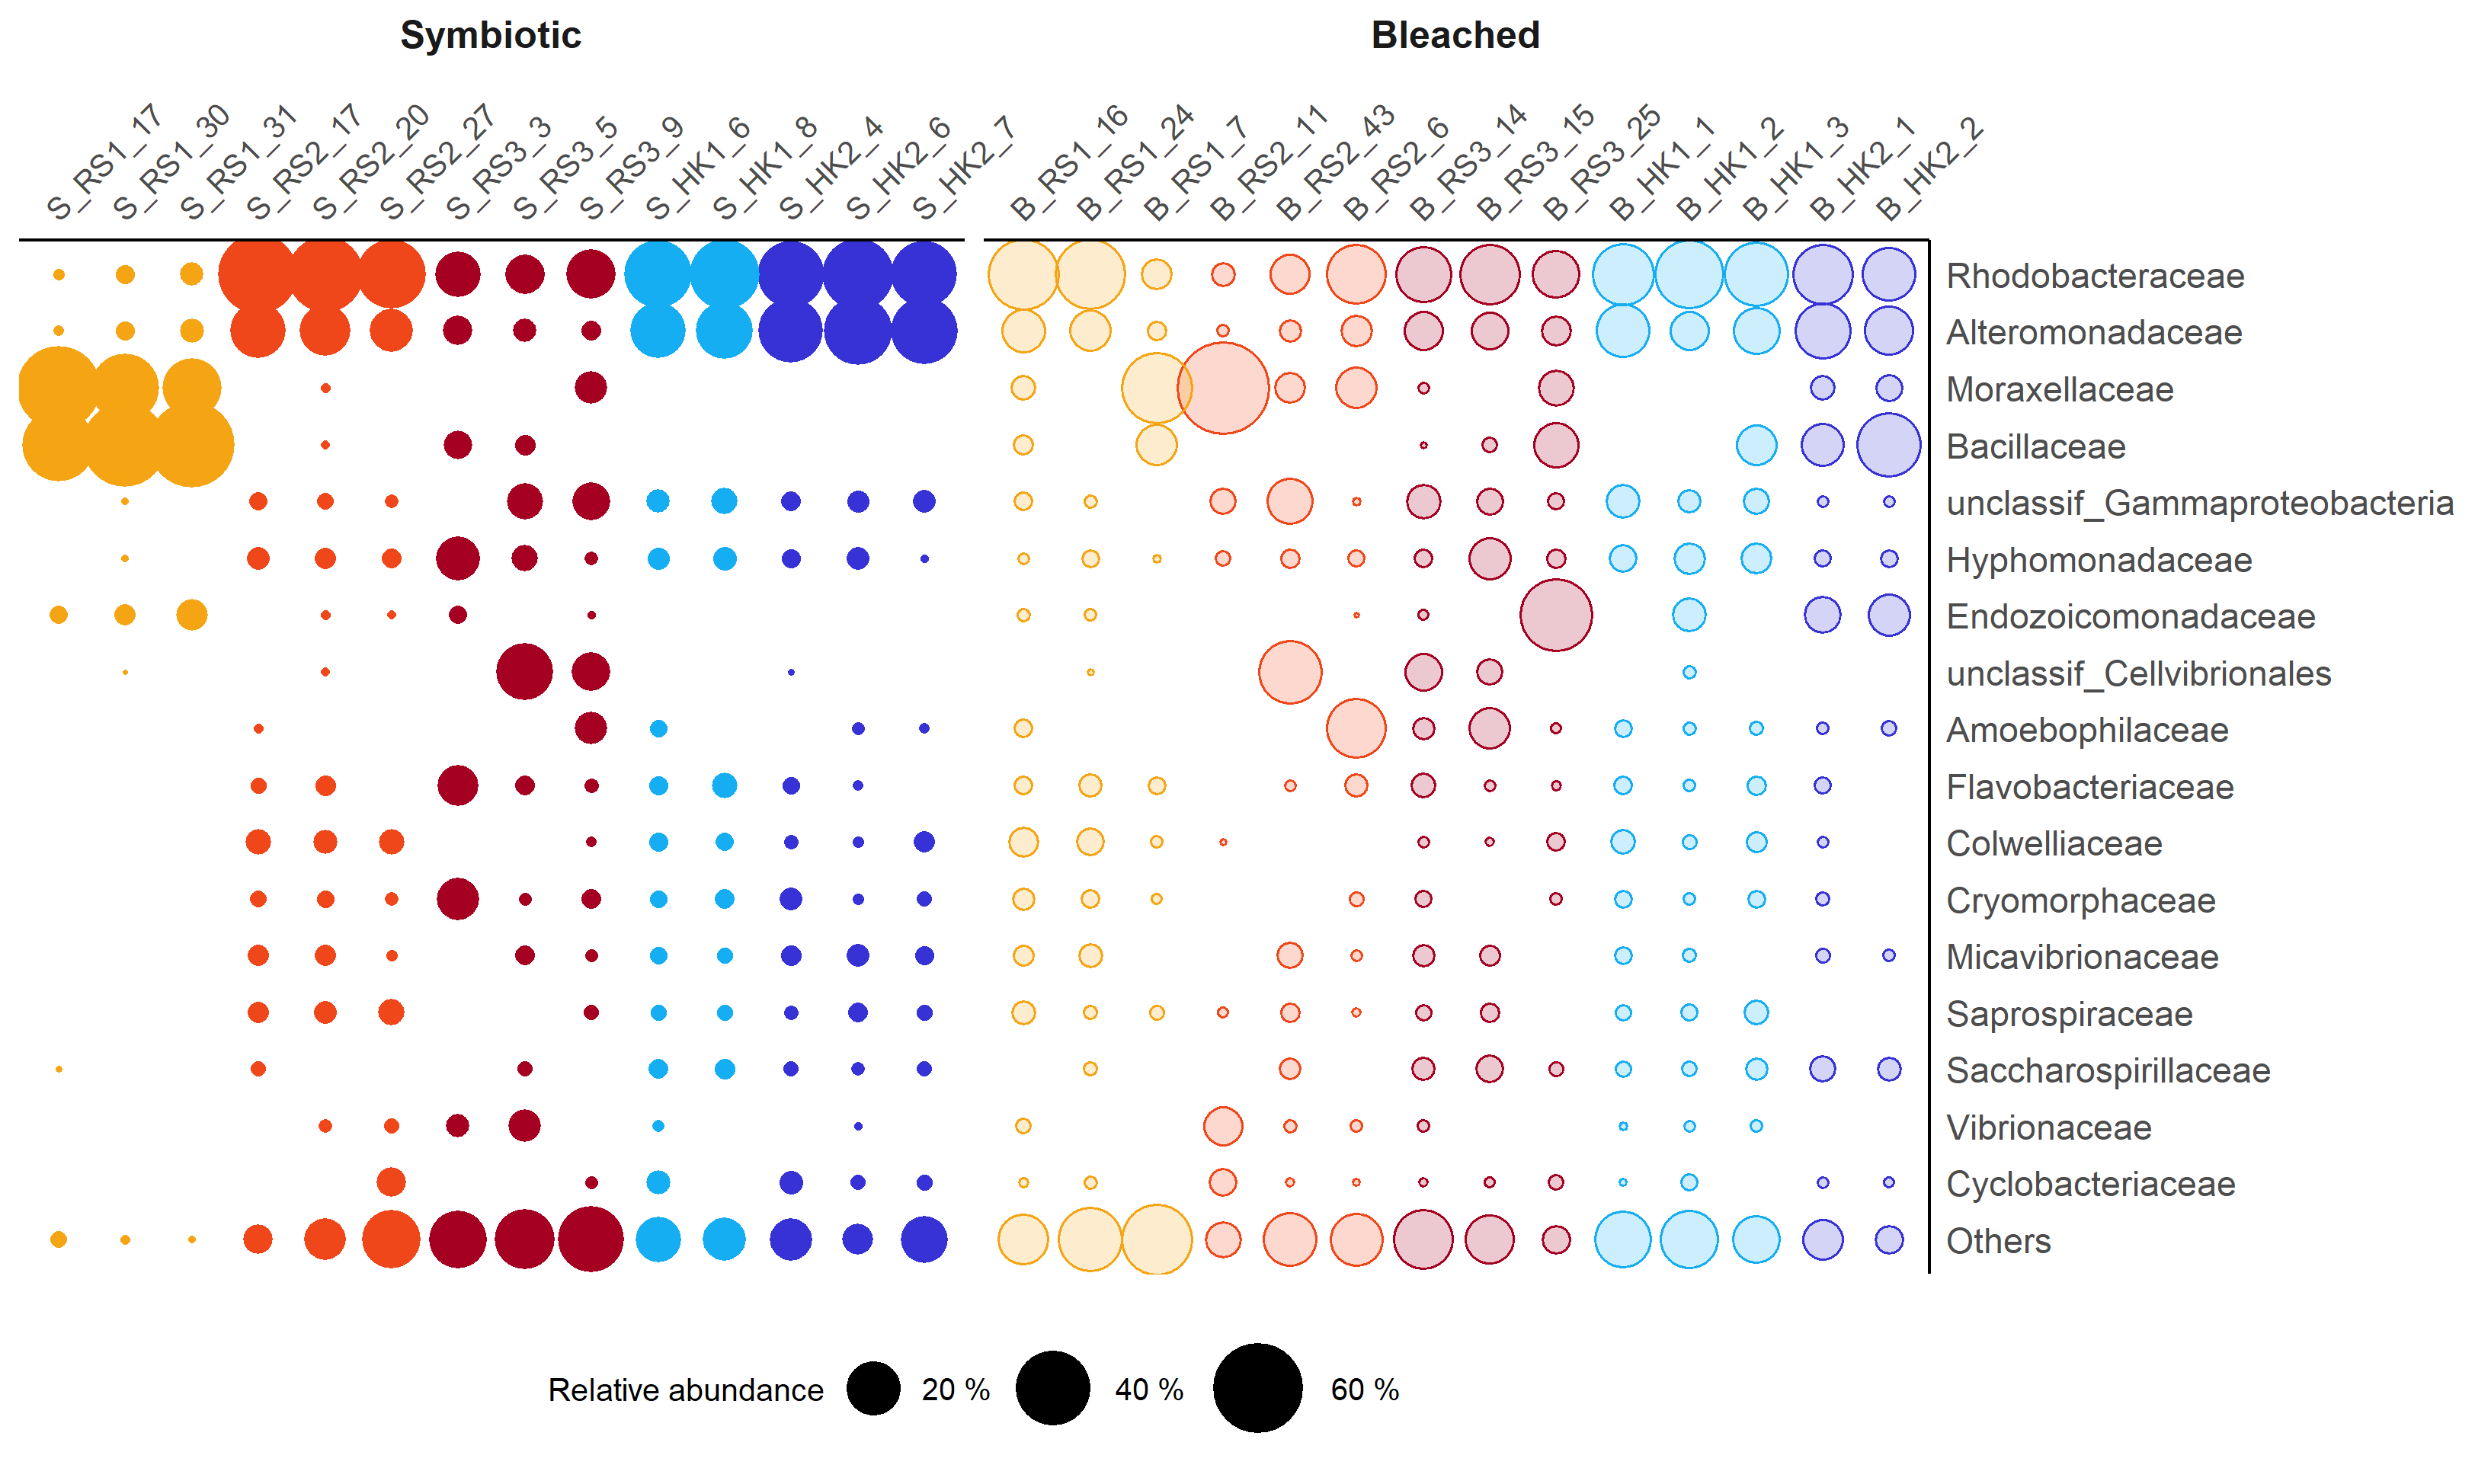 Symbiotic
Bleached
S_RS1_17
S_RS1_30
S_RS1_31
S_RS2_17
S_RS2_20
S_RS2_27
S_RS3_3
S_RS3_5
S_RS3_9
S_HK1_6
S_HK1_8
S_HK2_4
S_HK2_6
S_HK2_7
B_RS1_16
B_RS1_24
B_RS1_7
B_RS2_11
B_RS2_43
B_RS2_6
B_RS3_14
B_RS3_15
B_RS3_25
B_HK1_1
B_HK1_2
B_HK1_3
B_HK2_1
B_HK2_2
Rhodobacteraceae
Alteromonadaceae
Moraxellaceae
Bacillaceae
unclassif_Gammaproteobacteria
Hyphomonadaceae
Endozoicomonadaceae
unclassif_Cellvibrionales
Amoebophilaceae
Flavobacteriaceae
Colwelliaceae
Cryomorphaceae
Micavibrionaceae
Saprospiraceae
Saccharospirillaceae
Vibrionaceae
Cyclobacteriaceae
Others
Relative abundance 20 % 40 % 60 %